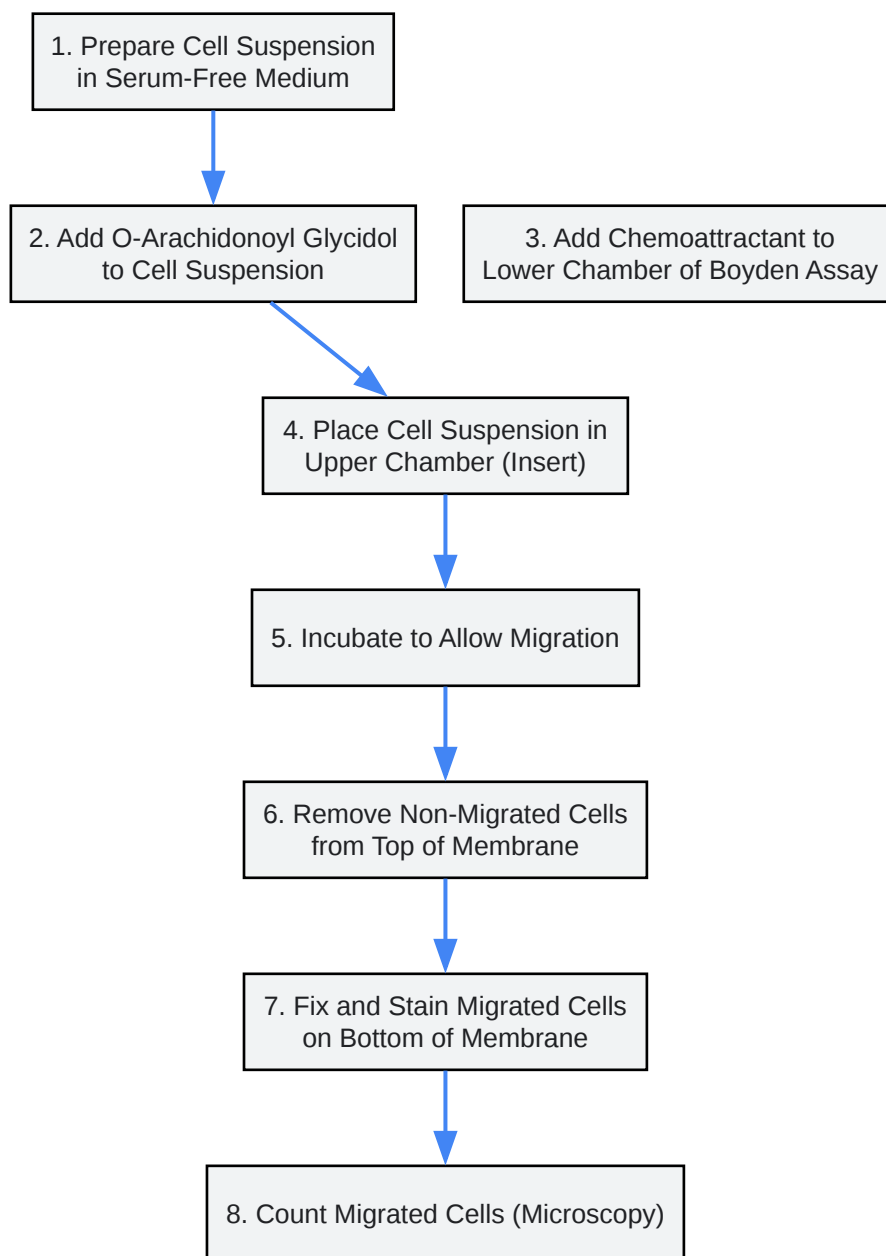 1. Prepare Cell Suspension
in Serum-Free Medium
2. Add O-Arachidonoyl Glycidol
to Cell Suspension
3. Add Chemoattractant to
Lower Chamber of Boyden Assay
4. Place Cell Suspension in
Upper Chamber (Insert)
5. Incubate to Allow Migration
6. Remove Non-Migrated Cells
from Top of Membrane
7. Fix and Stain Migrated Cells
on Bottom of Membrane
8. Count Migrated Cells (Microscopy)